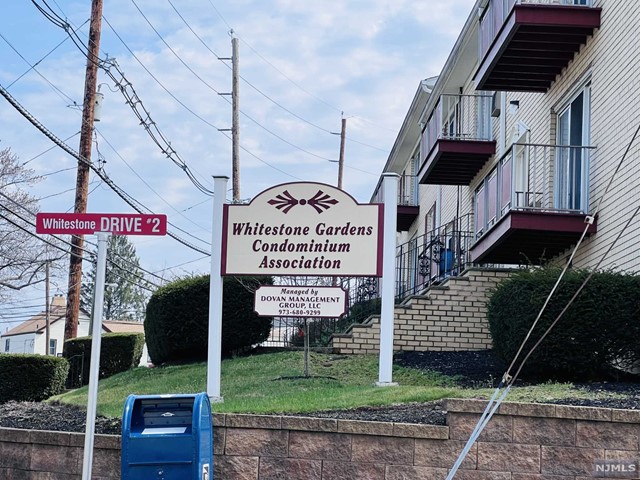 Whitestone DRIVE #2
Whitestone Gardens
Condominium
Association
Managed by
DOVAN MANAGEMENT
GROUP, LLC
973-680-9299
NJMLS